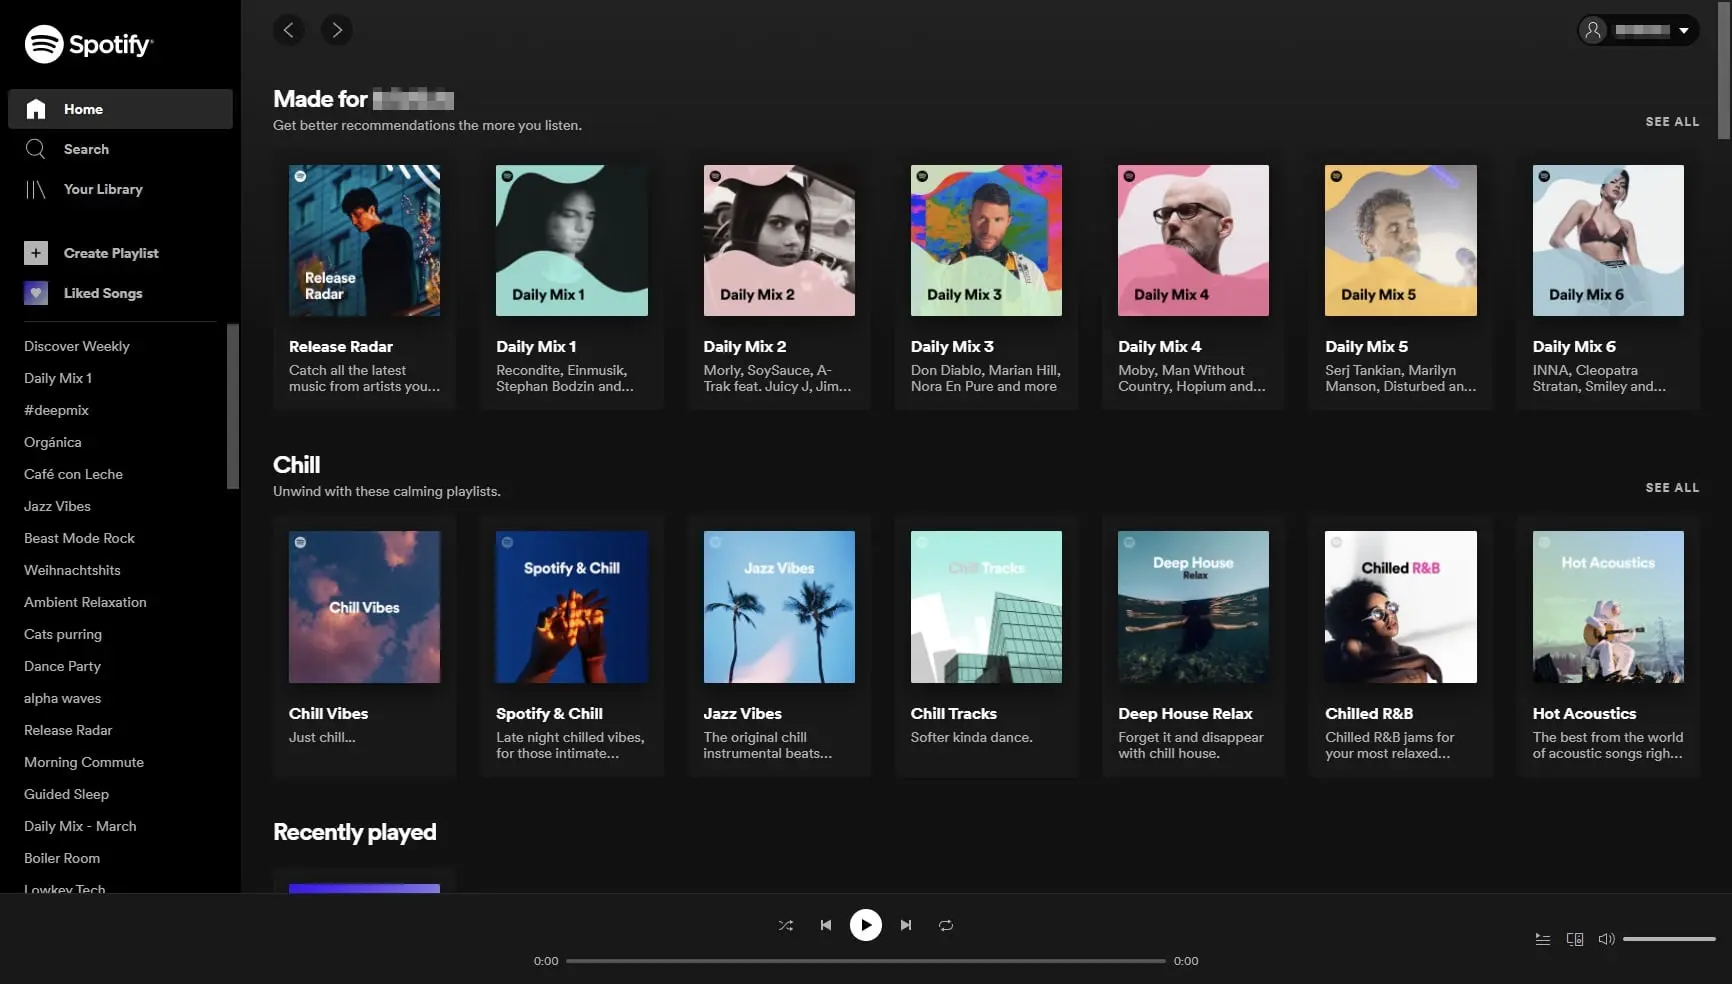 Spotify
Home
Search
Your Library
Create Playlist
Liked Songs
Discover Weekly
Daily Mix 1
#deepmix
Orgánica
Café con Leche
Jazz Vibes
Beast Mode Rock
Weihnachtshits
Ambient Relaxation
Cats purring
Dance Party
alpha waves
Release Radar
Morning Commute
Guided Sleep
Daily Mix - March
Boiler Room
Lowkey Tech
Made for
Get better recommendations the more you listen.
SEE ALL
Release
Radar
Daily Mix 1
Daily Mix 2
Daily Mix 3
Daily Mix 4
Daily Mix 5
Daily Mix 6
Release Radar
Catch all the latest
music from artists you...
Daily Mix 1
Recondite, Einmusik,
Stephan Bodzin and...
Daily Mix 2
Morly, SoySauce, A-
Trak feat. Juicy J, Jim...
Daily Mix 3
Don Diablo, Marian Hill,
Nora En Pure and more
Daily Mix 4
Moby, Man Without
Country, Hopium and...
Daily Mix 5
Serj Tankian, Marilyn
Manson, Disturbed an...
Daily Mix 6
INNA, Cleopatra
Stratan, Smiley and...
Chill
Unwind with these calming playlists.
SEE ALL
Chill Vibes
Spotify & Chill
Jazz Vibes
Chill Tracks
Deep House
Relax
Chilled R&B
Hot Acoustics
Chill Vibes
Just chill...
Spotify & Chill
Late night chilled vibes,
for those intimate...
Jazz Vibes
The original chill
instrumental beats...
Chill Tracks
Softer kinda dance.
Deep House Relax
Forget it and disappear
with chill house.
Chilled R&B
Chilled R&B jams for
your most relaxed...
Hot Acoustics
The best from the world
of acoustic songs righ...
Recently played
0:00
0:00